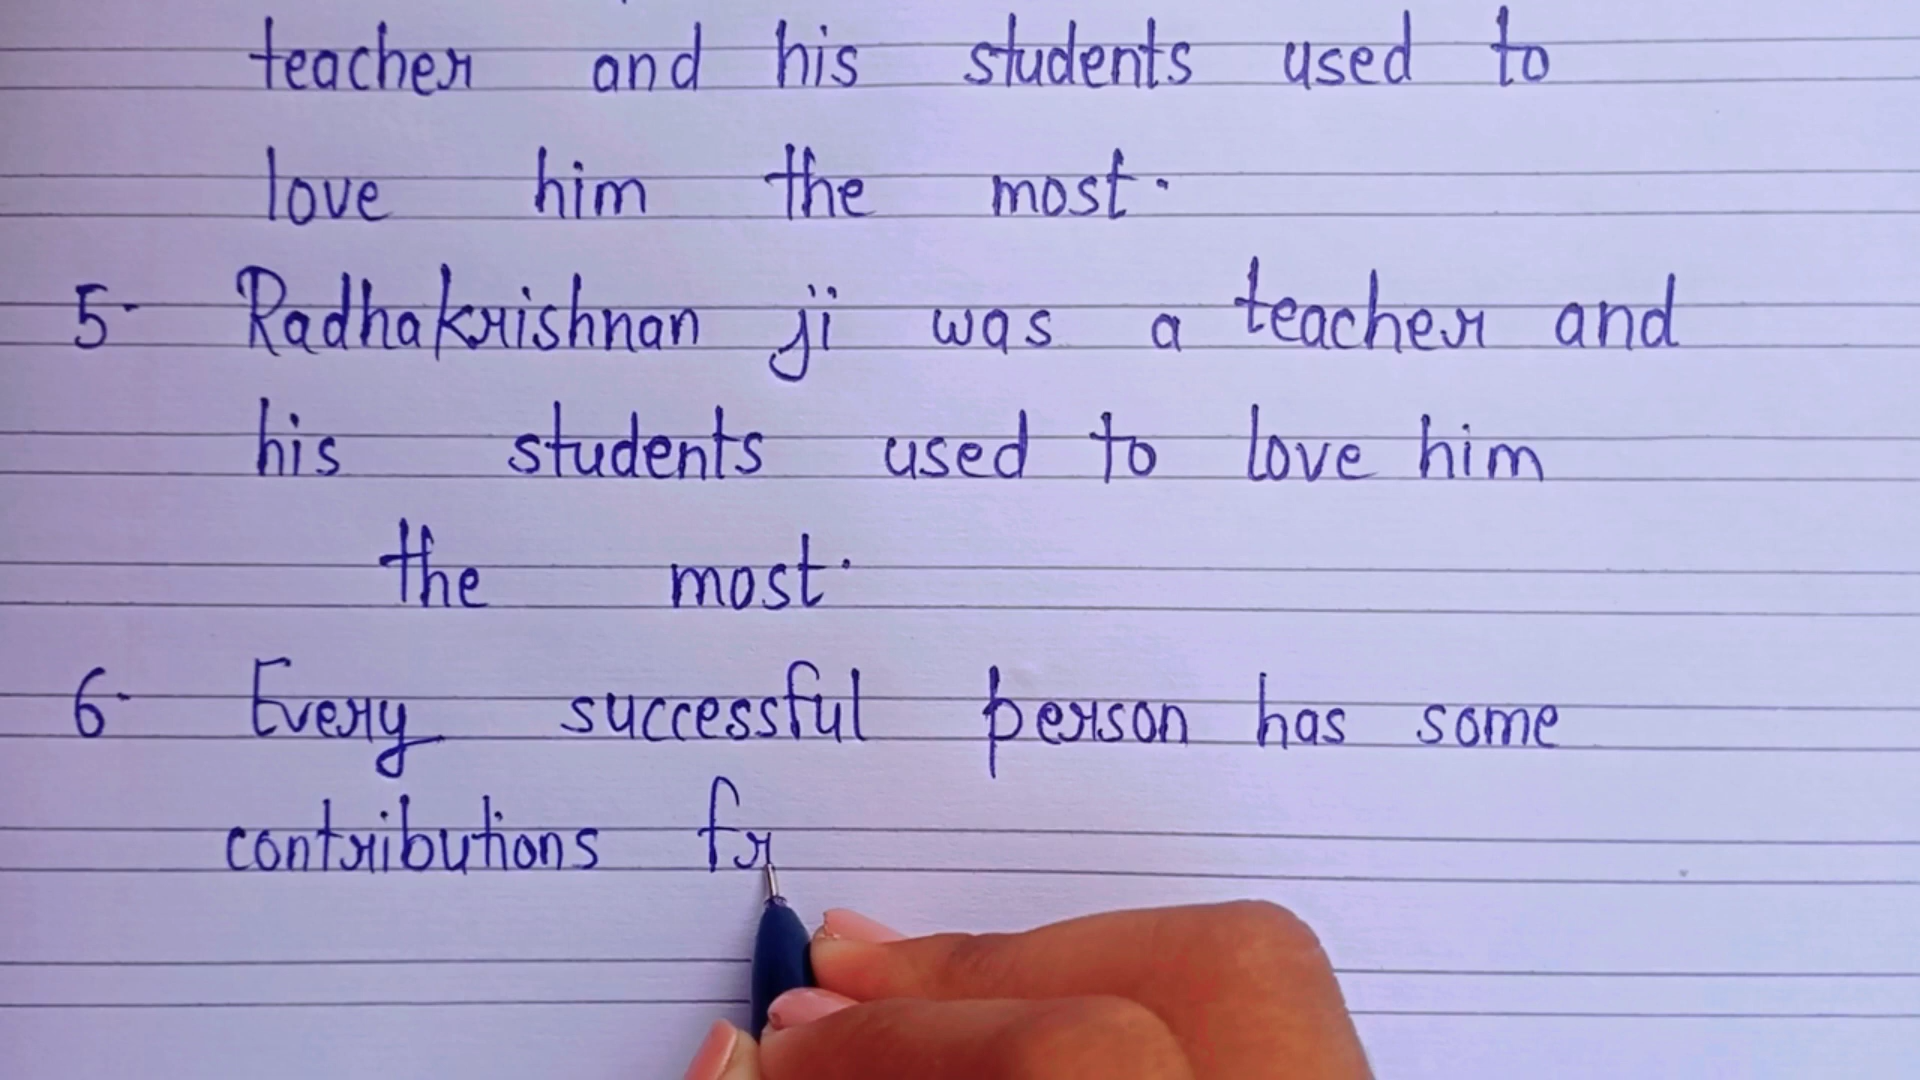 teacher and his students used to
love him the most.
5- Radhakrishnan ji was a teacher and
his students used to love him
the most.
6- Every successful person has some
contributions fr